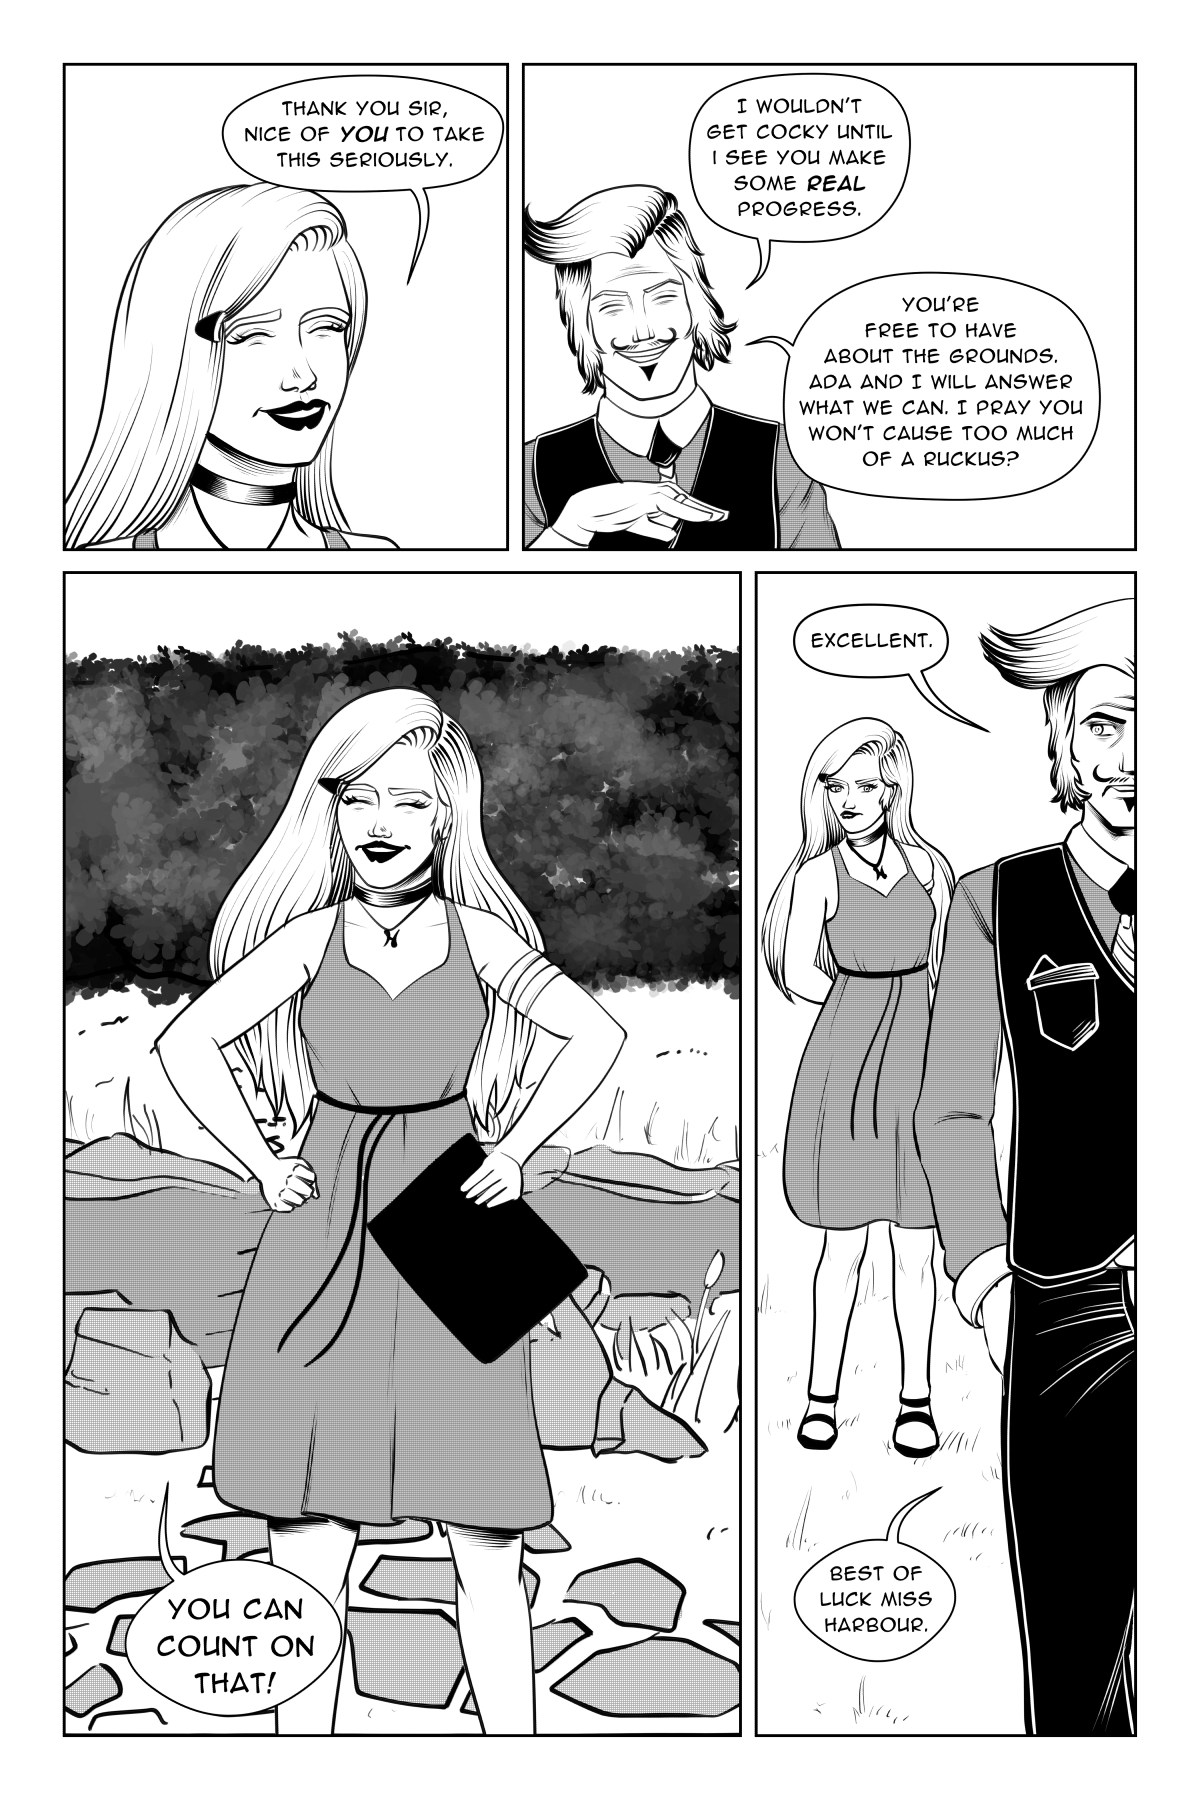 THANK YOU SIR,
NICE OF YOU TO TAKE
THIS SERIOUSLY.
I WOULDN'T
GET COCKY UNTIL
I SEE YOU MAKE
SOME REAL
PROGRESS.
YOU'RE
FREE TO HAVE
ABOUT THE GROUNDS.
ADA AND I WILL ANSWER
WHAT WE CAN. I PRAY YOU
WON'T CAUSE TOO MUCH
OF A RUCKUS?
YOU CAN
COUNT ON
THAT!
EXCELLENT.
BEST OF
LUCK MISS
HARBOUR.